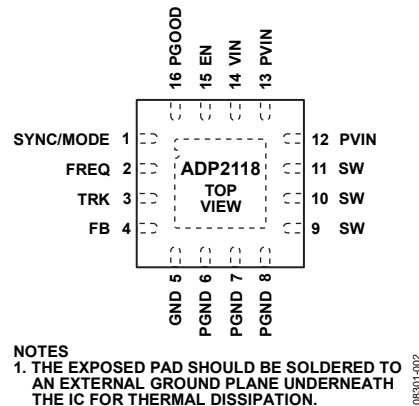 16 PGOOD
15 EN
14 VIN
13 PVIN
SYNC/MODE 1
FREQ 2
TRK 3
FB 4
ADP2118
TOP
VIEW
12 PVIN
11 SW
10 SW
9 SW
GND 5
PGND 6
PGND 7
PGND 8
NOTES
1. THE EXPOSED PAD SHOULD BE SOLDERED TO
AN EXTERNAL GROUND PLANE UNDERNEATH
THE IC FOR THERMAL DISSIPATION.
08301-002